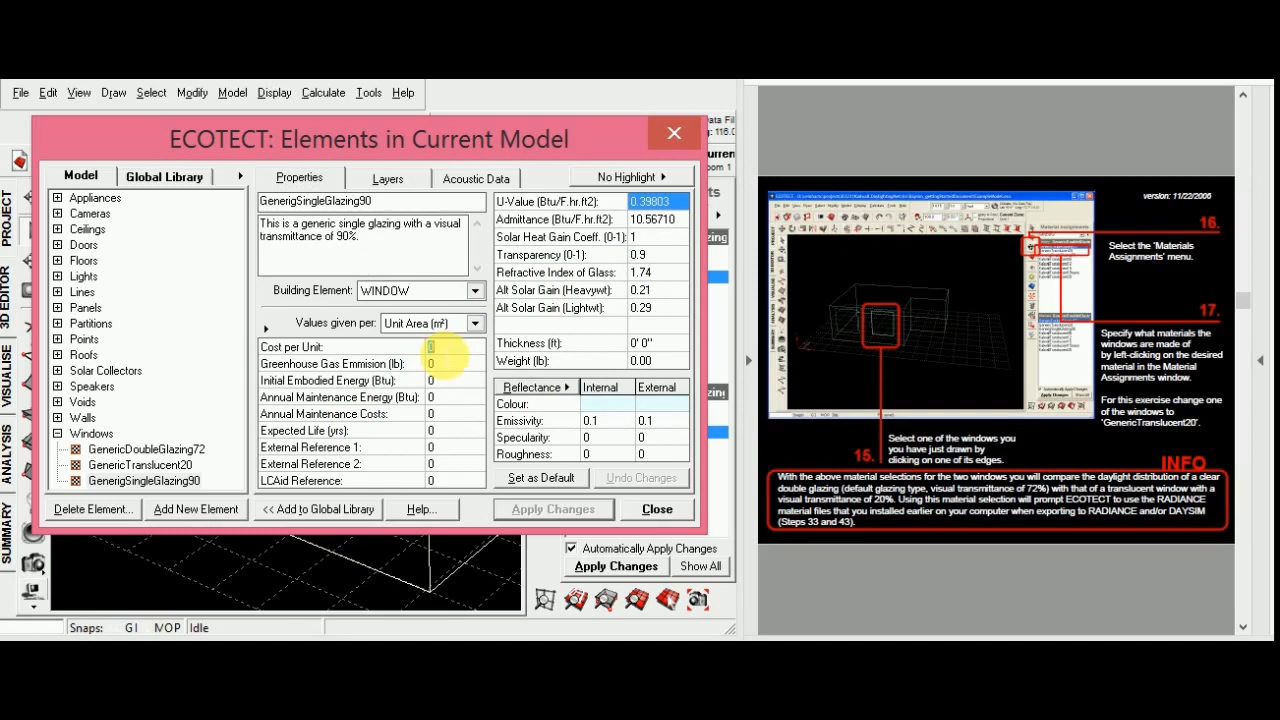 File Edit View Draw Select Modify Model Display Calculate Tools Help
ECOTECT: Elements in Current Model
Model Global Library
Properties Layers Acoustic Data No Highlight
Appliances
Cameras
Ceilings
Doors
Floors
Lights
Lines
Panels
Partitions
Points
Roofs
Solar Collectors
Speakers
Voids
Walls
Windows
GenericDoubleGlazing72
GenericTranslucent20
GenerigSingleGlazing90
Delete Element... Add New Element
GenerigSingleGlazing90
This is a generic single glazing with a visual
transmittance of 90%.
Building Element: WINDOW
Values given per: Unit Area (m²)
Cost per Unit: 0
Greenhouse Gas Emmision (lb): 0
Initial Embodied Energy (Btu): 0
Annual Maintenance Energy (Btu): 0
Annual Maintenance Costs: 0
Expected Life (yrs): 0
External Reference 1: 0
External Reference 2: 0
LCAid Reference: 0
<< Add to Global Library Help...
U-Value (Btu/F.hr.ft2): 0.39803
Admittance (Btu/F.hr.ft2): 10.56710
Solar Heat Gain Coeff. (0-1): 1
Transparency (0-1): 0.9
Refractive Index of Glass: 1.74
Alt Solar Gain (Heavywt): 0.21
Alt Solar Gain (Lightwt): 0.29
Thickness (ft): 0' 0"
Weight (lb): 0.00
Reflectance Internal External
Colour:
Emissivity: 0.1 0.1
Specularity: 0 0
Roughness: 0 0
Set as Default Undo Changes
Apply Changes Close
PROJECT
3D EDITOR
VISUALISE
ANALYSIS
SUMMARY
Automatically Apply Changes
Apply Changes Show All
Snaps: GI MOP Idle
version: 11/22/2006
16.
Select the 'Materials
Assignments' menu.
17.
Specify what materials the
windows are made of
by left-clicking on the desired
material in the Material
Assignments window.
For this exercise change one
of the windows to
'GenericTranslucent20'.
15.
Select one of the windows you
you have just drawn by
clicking on one of its edges.
INFO
With the above material selections for the two windows you will compare the daylight distribution of a clear
double glazing (default glazing type, visual transmittance of 72%) with that of a translucent window with a
visual transmittance of 20%. Using this material selection will prompt ECOTECT to use the RADIANCE
material files that you installed earlier on your computer when exporting to RADIANCE and/or DAYSIM
(Steps 33 and 43).